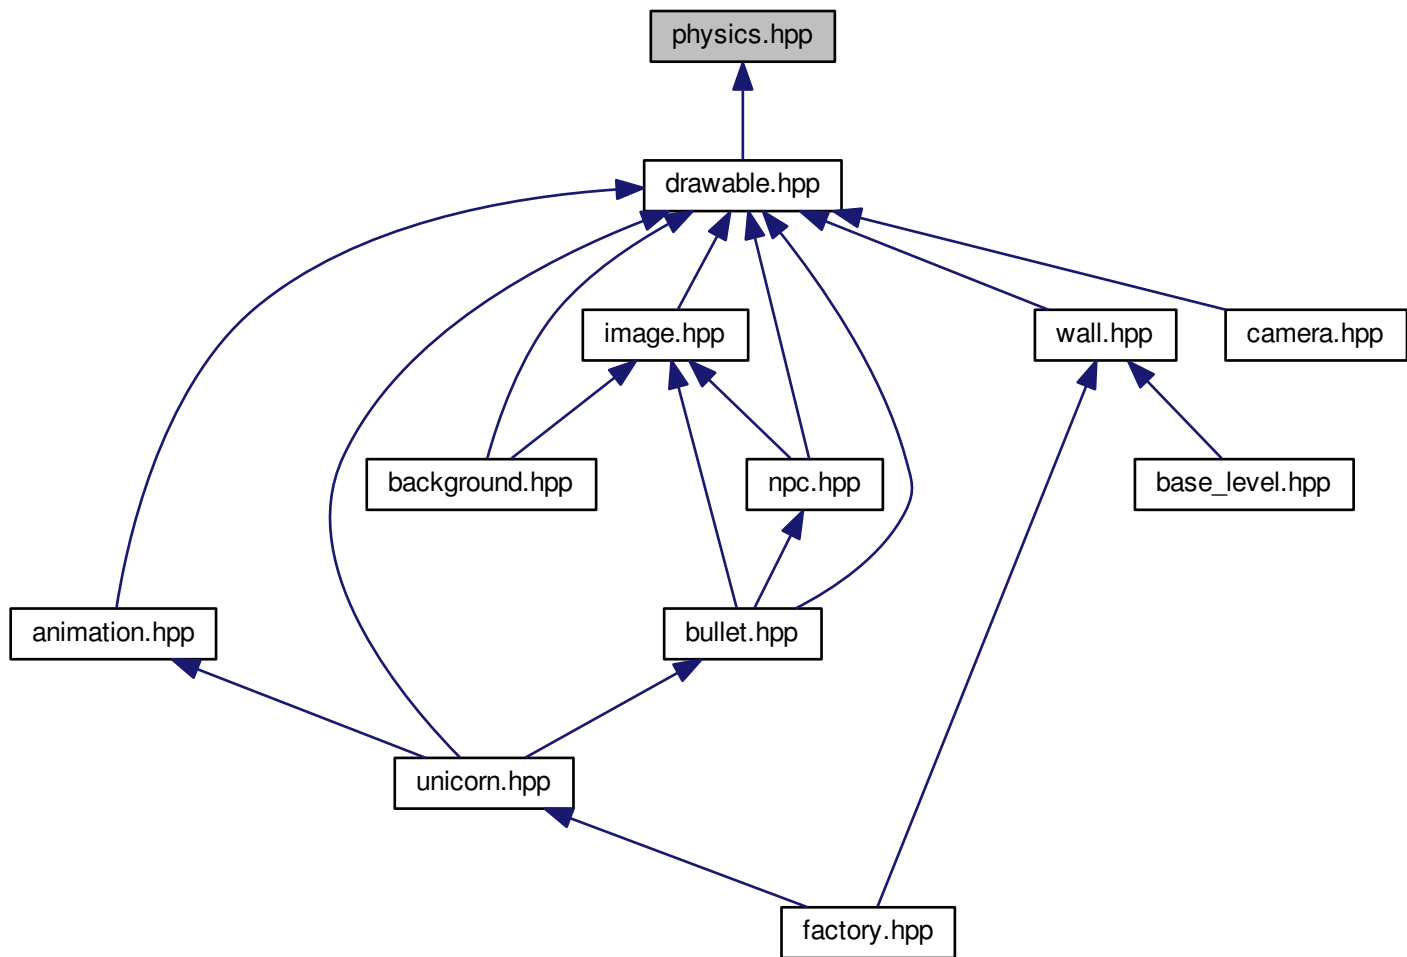 physics.hpp
drawable.hpp
image.hpp
wall.hpp
camera.hpp
background.hpp
npc.hpp
base_level.hpp
animation.hpp
bullet.hpp
unicorn.hpp
factory.hpp